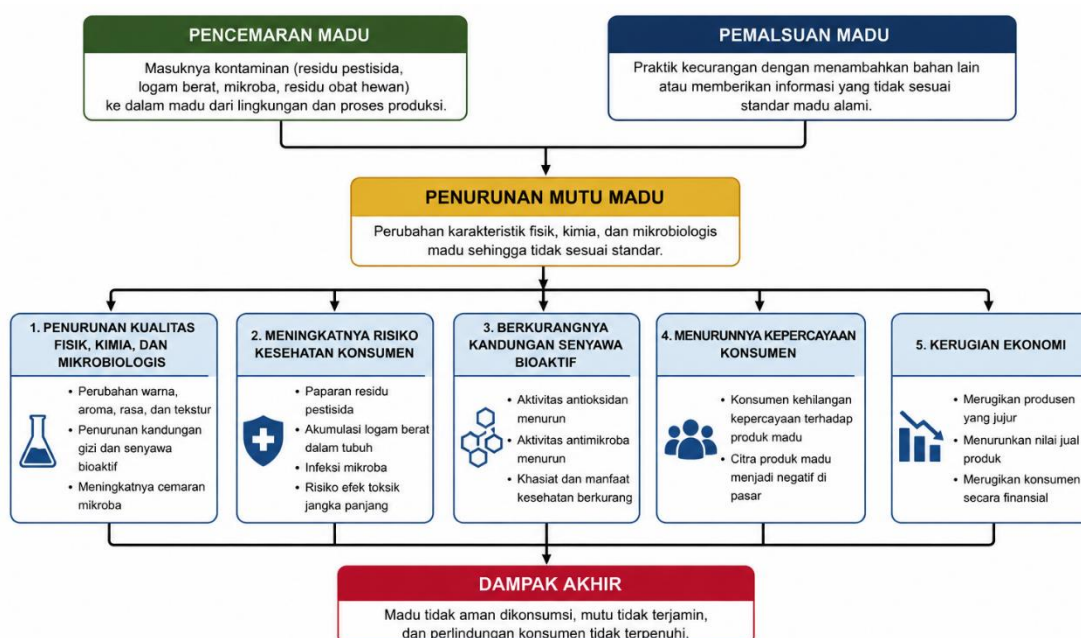 PENCEMARAN MADU
Masuknya kontaminan (residu pestisida,
logam berat, mikroba, residu obat hewan)
ke dalam madu dari lingkungan dan proses produksi.
PEMALSUAN MADU
Praktik kecurangan dengan menambahkan bahan lain
atau memberikan informasi yang tidak sesuai
standar madu alami.
PENURUNAN MUTU MADU
Perubahan karakteristik fisik, kimia, dan mikrobiologis
madu sehingga tidak sesuai standar.
1. PENURUNAN KUALITAS
FISIK, KIMIA, DAN
MIKROBIOLOGIS
• Perubahan warna,
aroma, rasa, dan tekstur
• Penurunan kandungan
gizi dan senyawa
bioaktif
• Meningkatnya cemaran
mikroba
2. MENINGKATNYA RISIKO
KESEHATAN KONSUMEN
• Paparan residu
pestisida
• Akumulasi logam berat
dalam tubuh
• Infeksi mikroba
• Risiko efek toksik
jangka panjang
3. BERKURANGNYA
KANDUNGAN SENYAWA
BIOAKTIF
• Aktivitas antioksidan
menurun
• Aktivitas antimikroba
menurun
• Khasiat dan manfaat
kesehatan berkurang
4. MENURUNNYA KEPERCAYAAN
KONSUMEN
• Konsumen kehilangan
kepercayaan terhadap
produk madu
• Citra produk madu
menjadi negatif di
pasar
5. KERUGIAN EKONOMI
• Merugikan produsen
yang jujur
• Menurunkan nilai jual
produk
• Merugikan konsumen
secara finansial
DAMPAK AKHIR
Madu tidak aman dikonsumsi, mutu tidak terjamin,
dan perlindungan konsumen tidak terpenuhi.